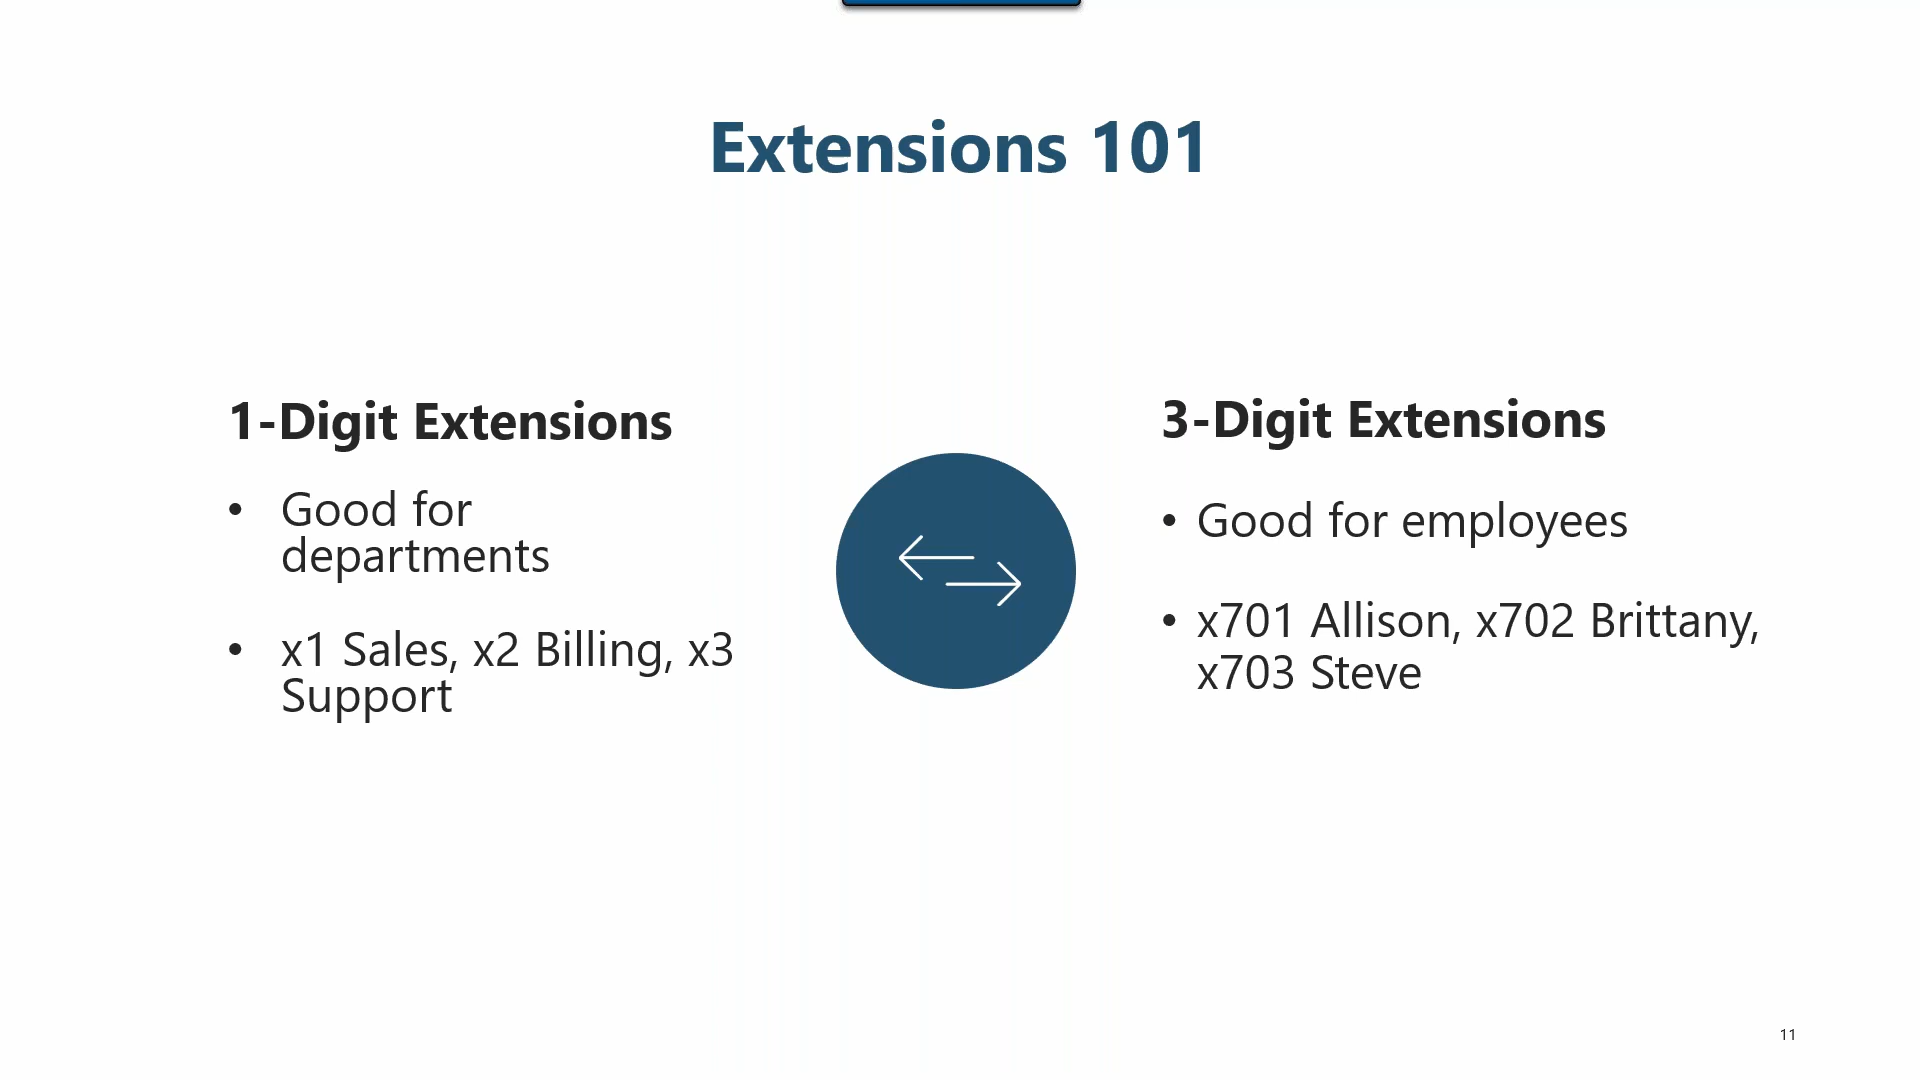 Extensions 101
1-Digit Extensions
• Good for
departments
• x1 Sales, x2 Billing, x3
Support
3-Digit Extensions
• Good for employees
• x701 Allison, x702 Brittany,
x703 Steve
11